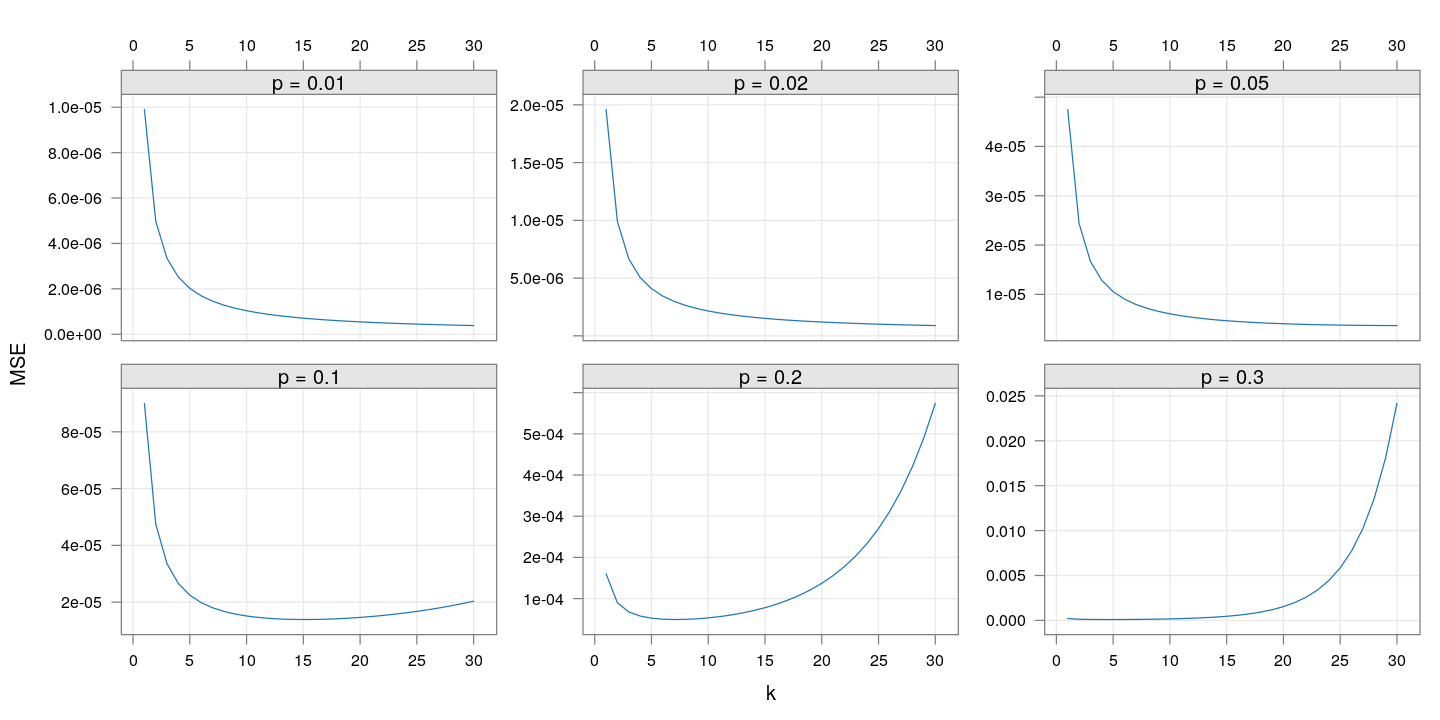 0 5 10 15 20 25 30 0 5 10 15 20 25 30 0 5 10 15 20 25 30
p = 0.01 p = 0.02 p = 0.05
1.0e-05
8.0e-06
6.0e-06
4.0e-06
2.0e-06
0.0e+00
2.0e-05
1.5e-05
1.0e-05
5.0e-06
4e-05
3e-05
2e-05
1e-05
MSE
p = 0.1 p = 0.2 p = 0.3
8e-05
6e-05
4e-05
2e-05
5e-04
4e-04
3e-04
2e-04
1e-04
0.025
0.020
0.015
0.010
0.005
0.000
0 5 10 15 20 25 30 0 5 10 15 20 25 30 0 5 10 15 20 25 30
k